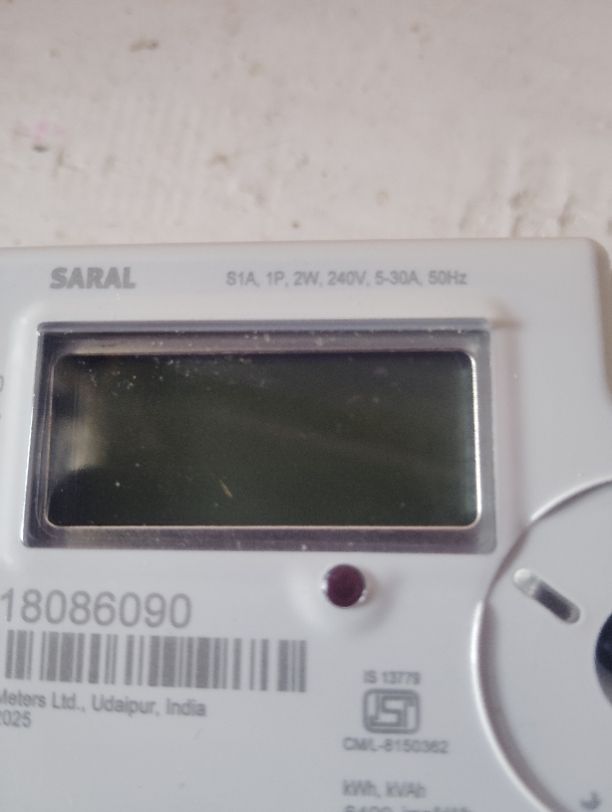 SARAL
S1A, 1P, 2W, 240V, 5-30A, 50Hz
18086090
Meters Ltd., Udaipur, India
2025
IS 13779
CM/L-8150362
kWh, kVAh